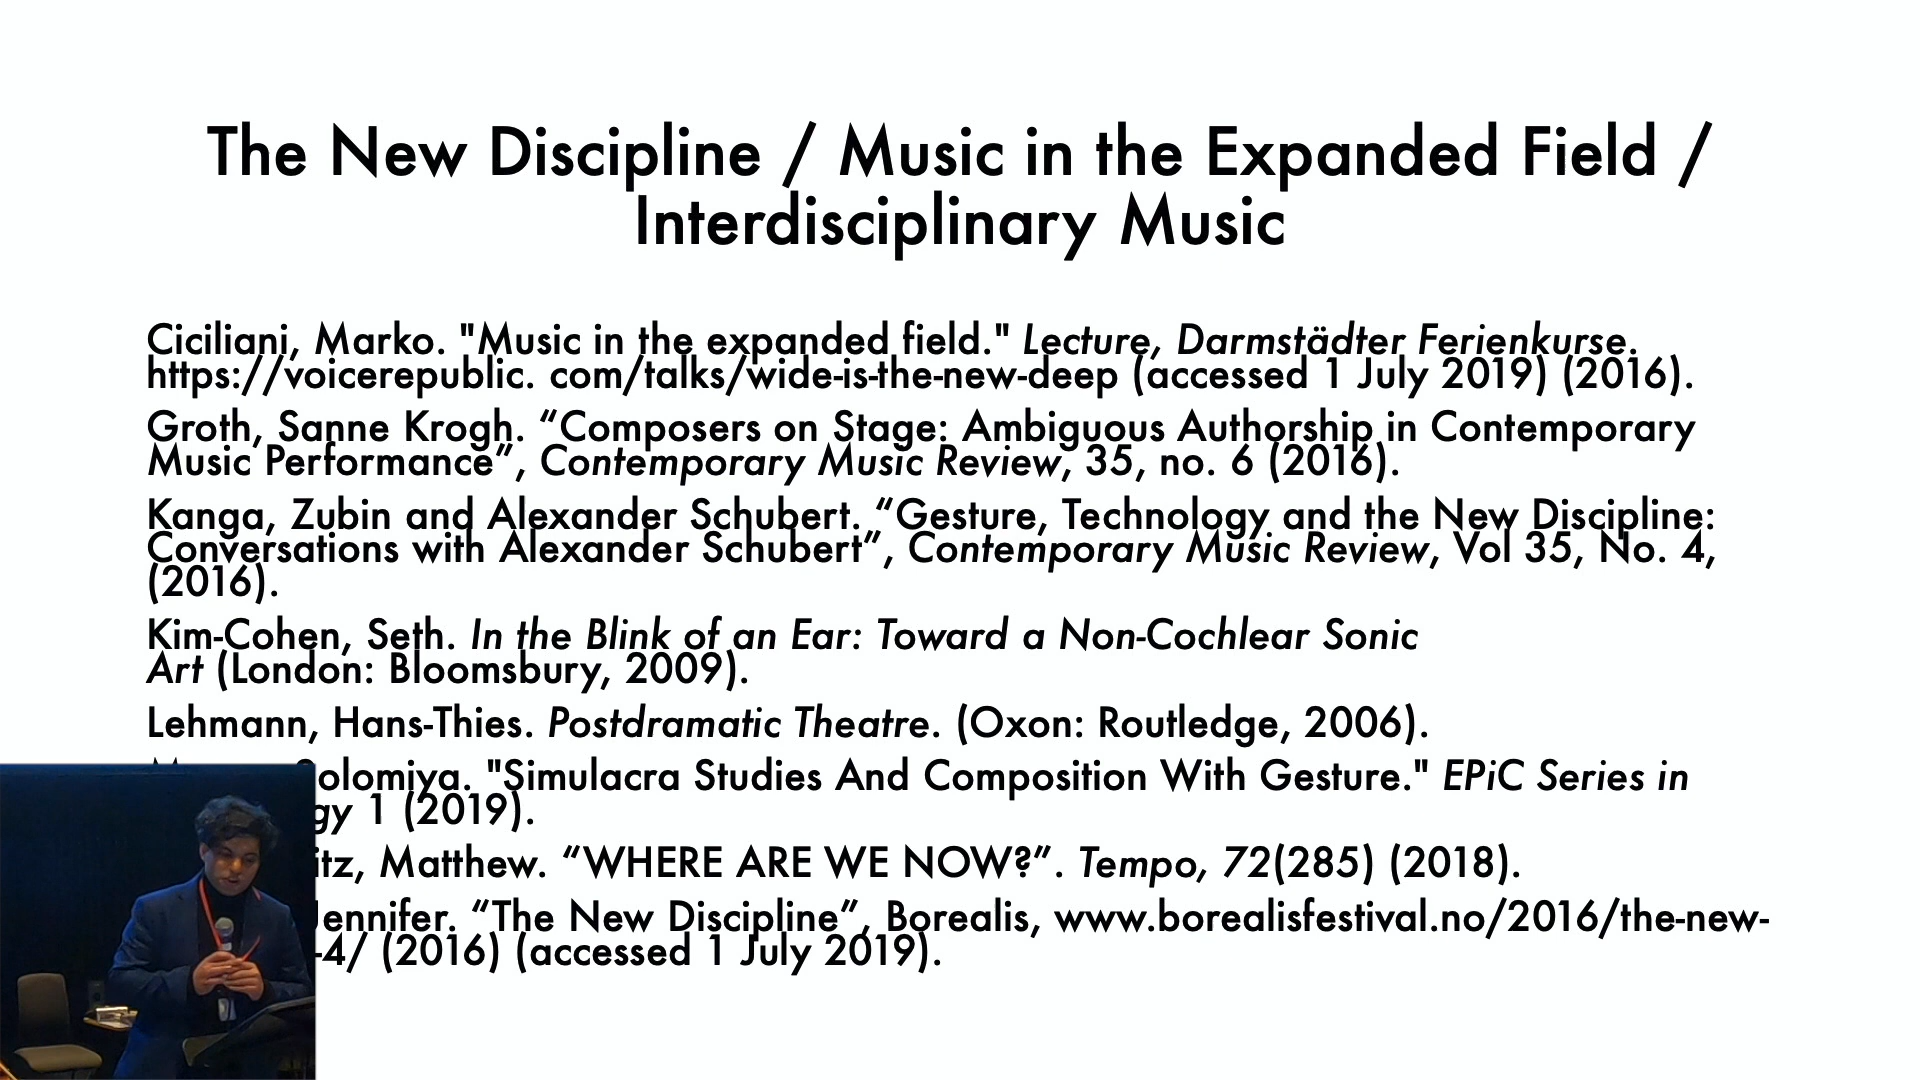 The New Discipline / Music in the Expanded Field /
Interdisciplinary Music
Ciciliani, Marko. "Music in the expanded field." Lecture, Darmstädter Ferienkurse.
https://voicerepublic. com/talks/wide-is-the-new-deep (accessed 1 July 2019) (2016).
Groth, Sanne Krogh. “Composers on Stage: Ambiguous Authorship in Contemporary
Music Performance”, Contemporary Music Review, 35, no. 6 (2016).
Kanga, Zubin and Alexander Schubert. “Gesture, Technology and the New Discipline:
Conversations with Alexander Schubert”, Contemporary Music Review, Vol 35, No. 4,
(2016).
Kim-Cohen, Seth. In the Blink of an Ear: Toward a Non-Cochlear Sonic
Art (London: Bloomsbury, 2009).
Lehmann, Hans-Thies. Postdramatic Theatre. (Oxon: Routledge, 2006).
Solomiya. "Simulacra Studies And Composition With Gesture." EPiC Series in
1 (2019).
Matthew. “WHERE ARE WE NOW?”. Tempo, 72(285) (2018).
Jennifer. “The New Discipline”, Borealis, www.borealisfestival.no/2016/the-new-
-4/ (2016) (accessed 1 July 2019).